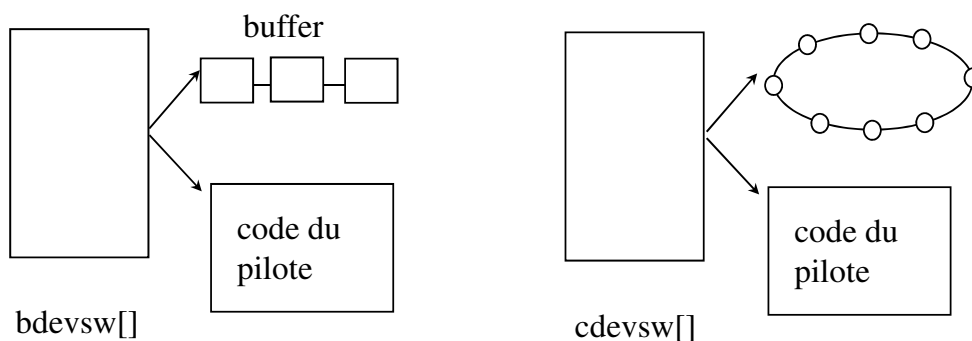 buffer
code du
pilote
bdevsw[]
code du
pilote
cdevsw[]